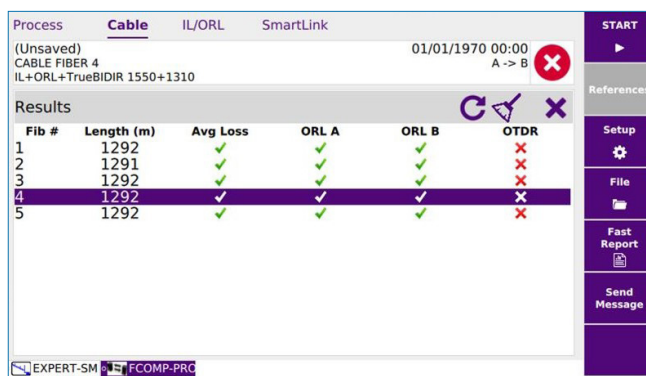 Process Cable IL/ORL SmartLink
(Unsaved) 01/01/1970 00:00
CABLE FIBER 4 A -> B
IL+ORL+TrueBIDIR 1550+1310
Results
Fib # Length (m) Avg Loss ORL A ORL B OTDR
1 1292
2 1291
3 1292
4 1292
5 1292
EXPERT-SM FCOMP-PRO
START
References
Setup
File
Fast
Report
Send
Message